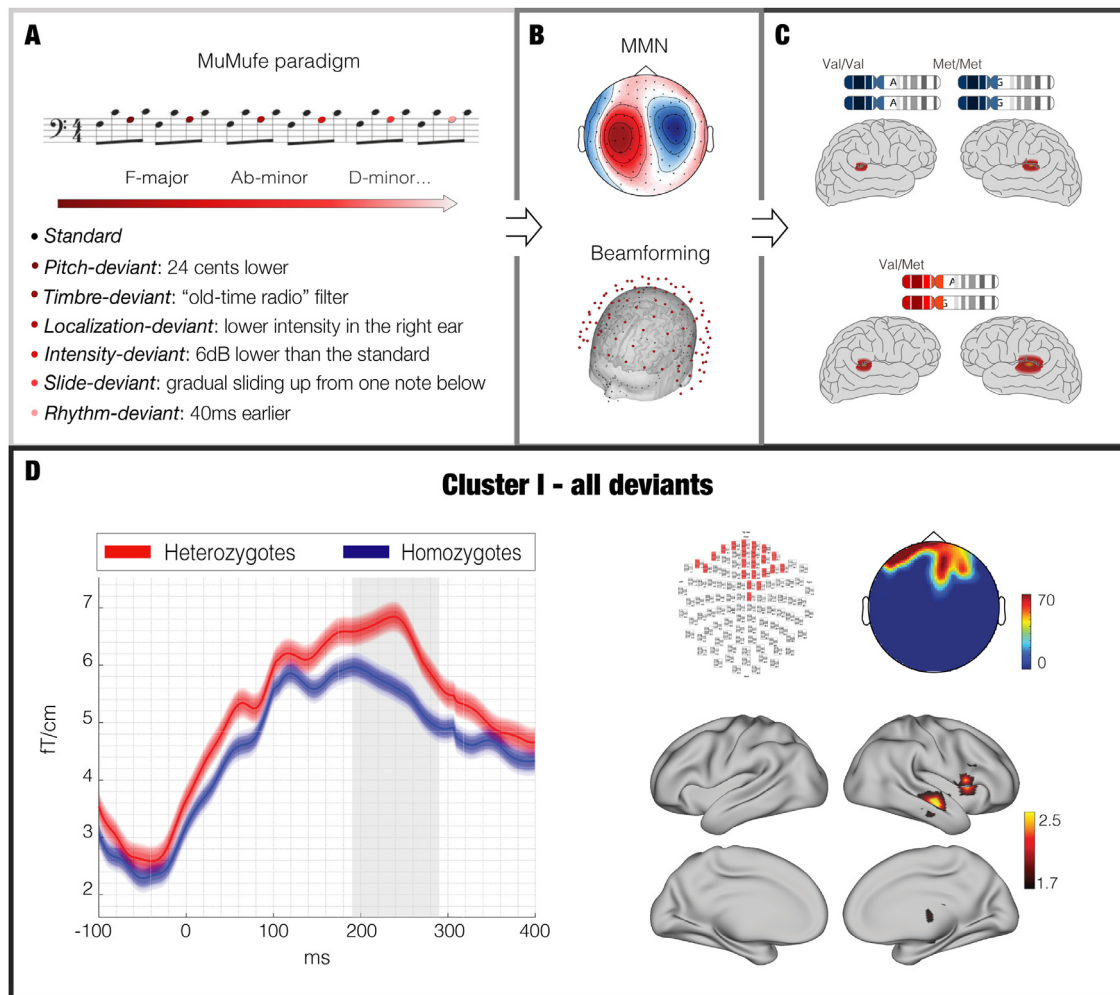 A
MuMufe paradigm
4
4
F-major
Ab-minor
D-minor...
• Standard
• Pitch-deviant: 24 cents lower
• Timbre-deviant: “old-time radio” filter
• Localization-deviant: lower intensity in the right ear
• Intensity-deviant: 6dB lower than the standard
• Slide-deviant: gradual sliding up from one note below
• Rhythm-deviant: 40ms earlier
B
MMN
Beamforming
C
Val/Val
Met/Met
A
G
A
G
Val/Met
A
G
D
Cluster I - all deviants
Heterozygotes
Homozygotes
7
6
5
4
3
2
fT/cm
-100
0
100
200
300
400
ms
70
0
2.5
1.7